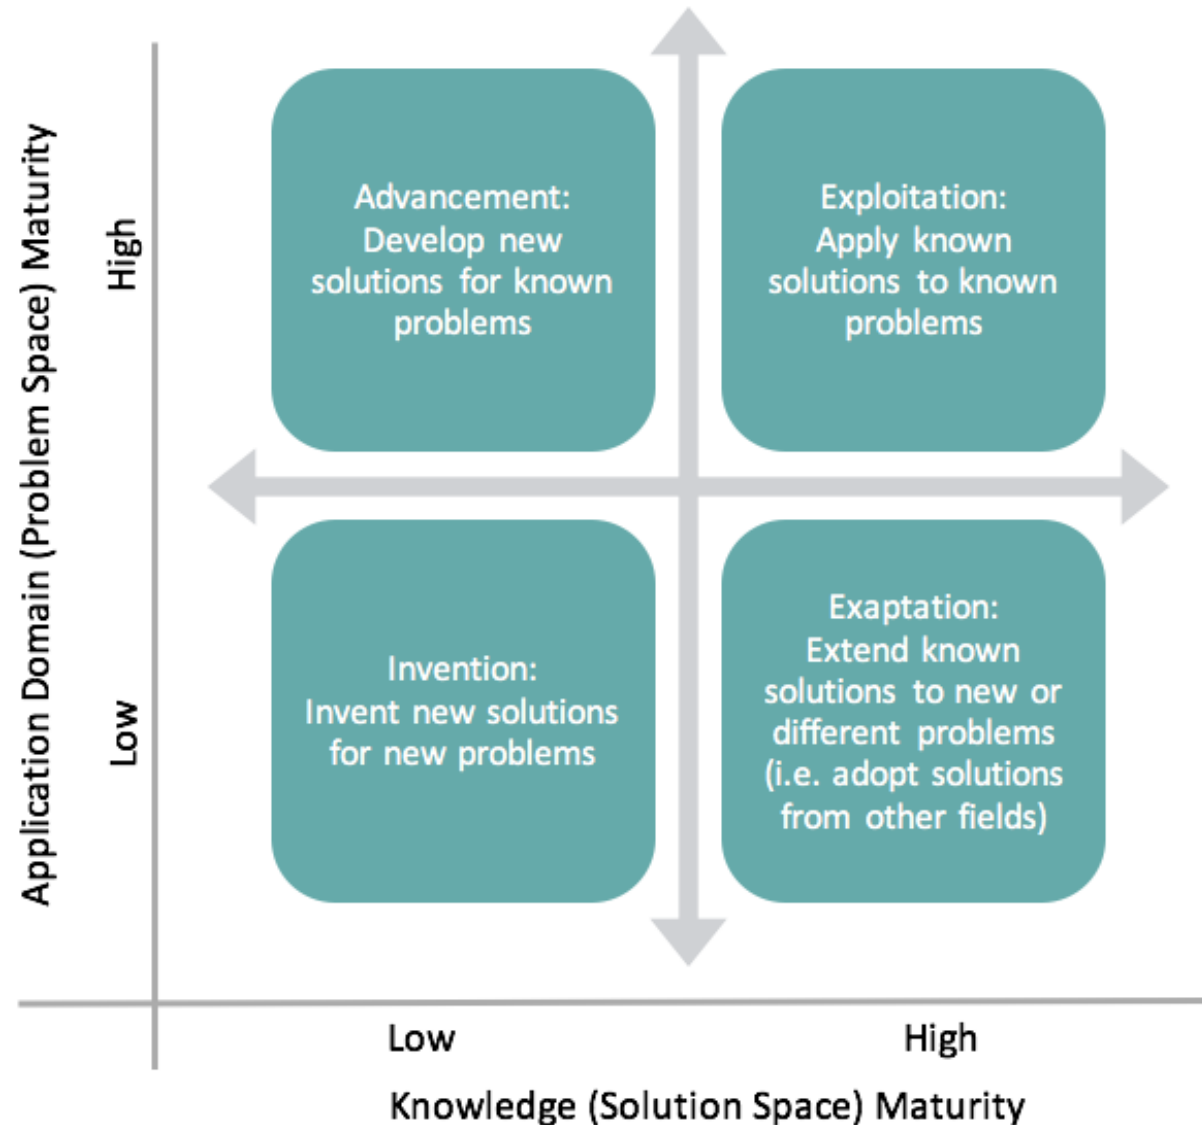 Application Domain (Problem Space) Maturity
High
Low
Advancement:
Develop new
solutions for known
problems
Exploitation:
Apply known
solutions to known
problems
Invention:
Invent new solutions
for new problems
Exaptation:
Extend known
solutions to new or
different problems
(i.e. adopt solutions
from other fields)
Low
High
Knowledge (Solution Space) Maturity